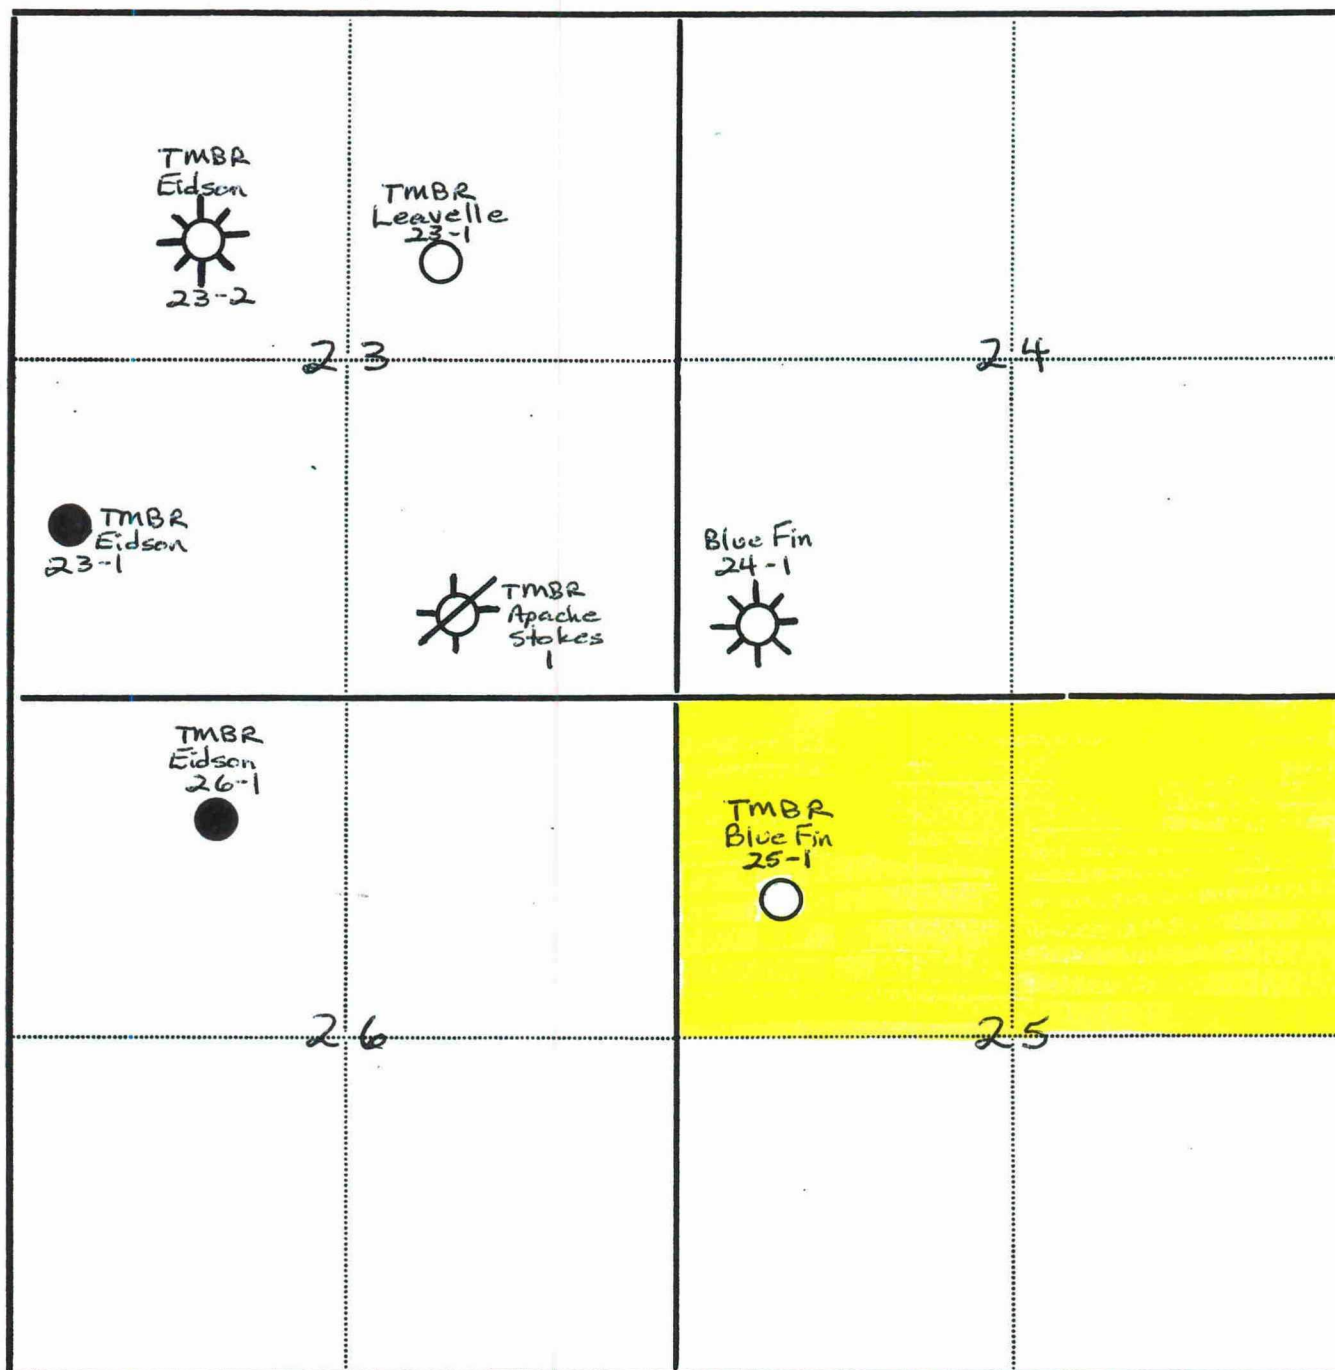 TMBR
Eidson
23-2
TMBR
Leavelle
23-1
23
24
TMBR
Eidson
23-1
TMBR
Apache
Stokes
1
Blue Fin
24-1
TMBR
Eidson
26-1
TMBR
Blue Fin
25-1
26
25